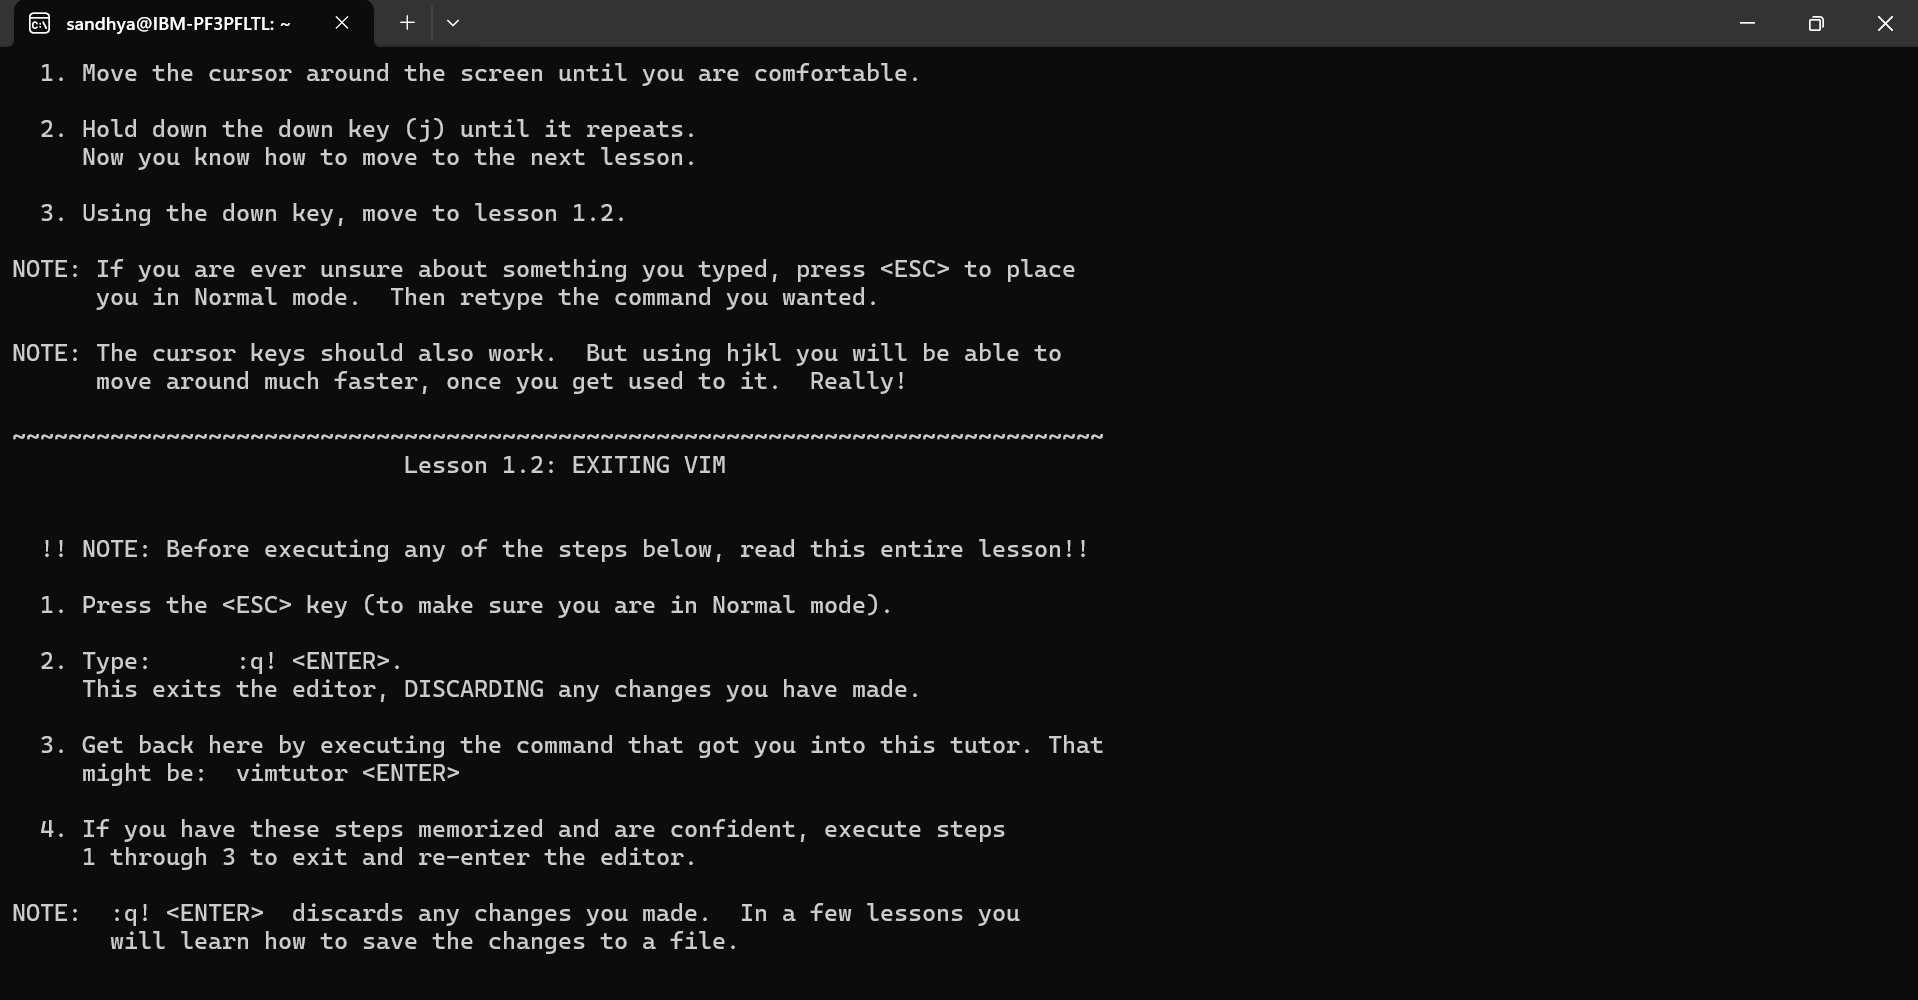 sandhya@IBM-PF3PFLTL: ~
1. Move the cursor around the screen until you are comfortable.
2. Hold down the down key (j) until it repeats.
Now you know how to move to the next lesson.
3. Using the down key, move to lesson 1.2.
NOTE: If you are ever unsure about something you typed, press <ESC> to place
you in Normal mode.  Then retype the command you wanted.
NOTE: The cursor keys should also work.  But using hjkl you will be able to
move around much faster, once you get used to it.  Really!
~~~~~~~~~~~~~~~~~~~~~~~~~~~~~~~~~~~~~~~~~~~~~~~~~~~~~~~~~~~~~~~~~~~~~~~~~~~~~~
Lesson 1.2: EXITING VIM
!! NOTE: Before executing any of the steps below, read this entire lesson!!
1. Press the <ESC> key (to make sure you are in Normal mode).
2. Type:      :q! <ENTER>.
This exits the editor, DISCARDING any changes you have made.
3. Get back here by executing the command that got you into this tutor. That
might be:  vimtutor <ENTER>
4. If you have these steps memorized and are confident, execute steps
1 through 3 to exit and re-enter the editor.
NOTE:  :q! <ENTER>  discards any changes you made.  In a few lessons you
will learn how to save the changes to a file.